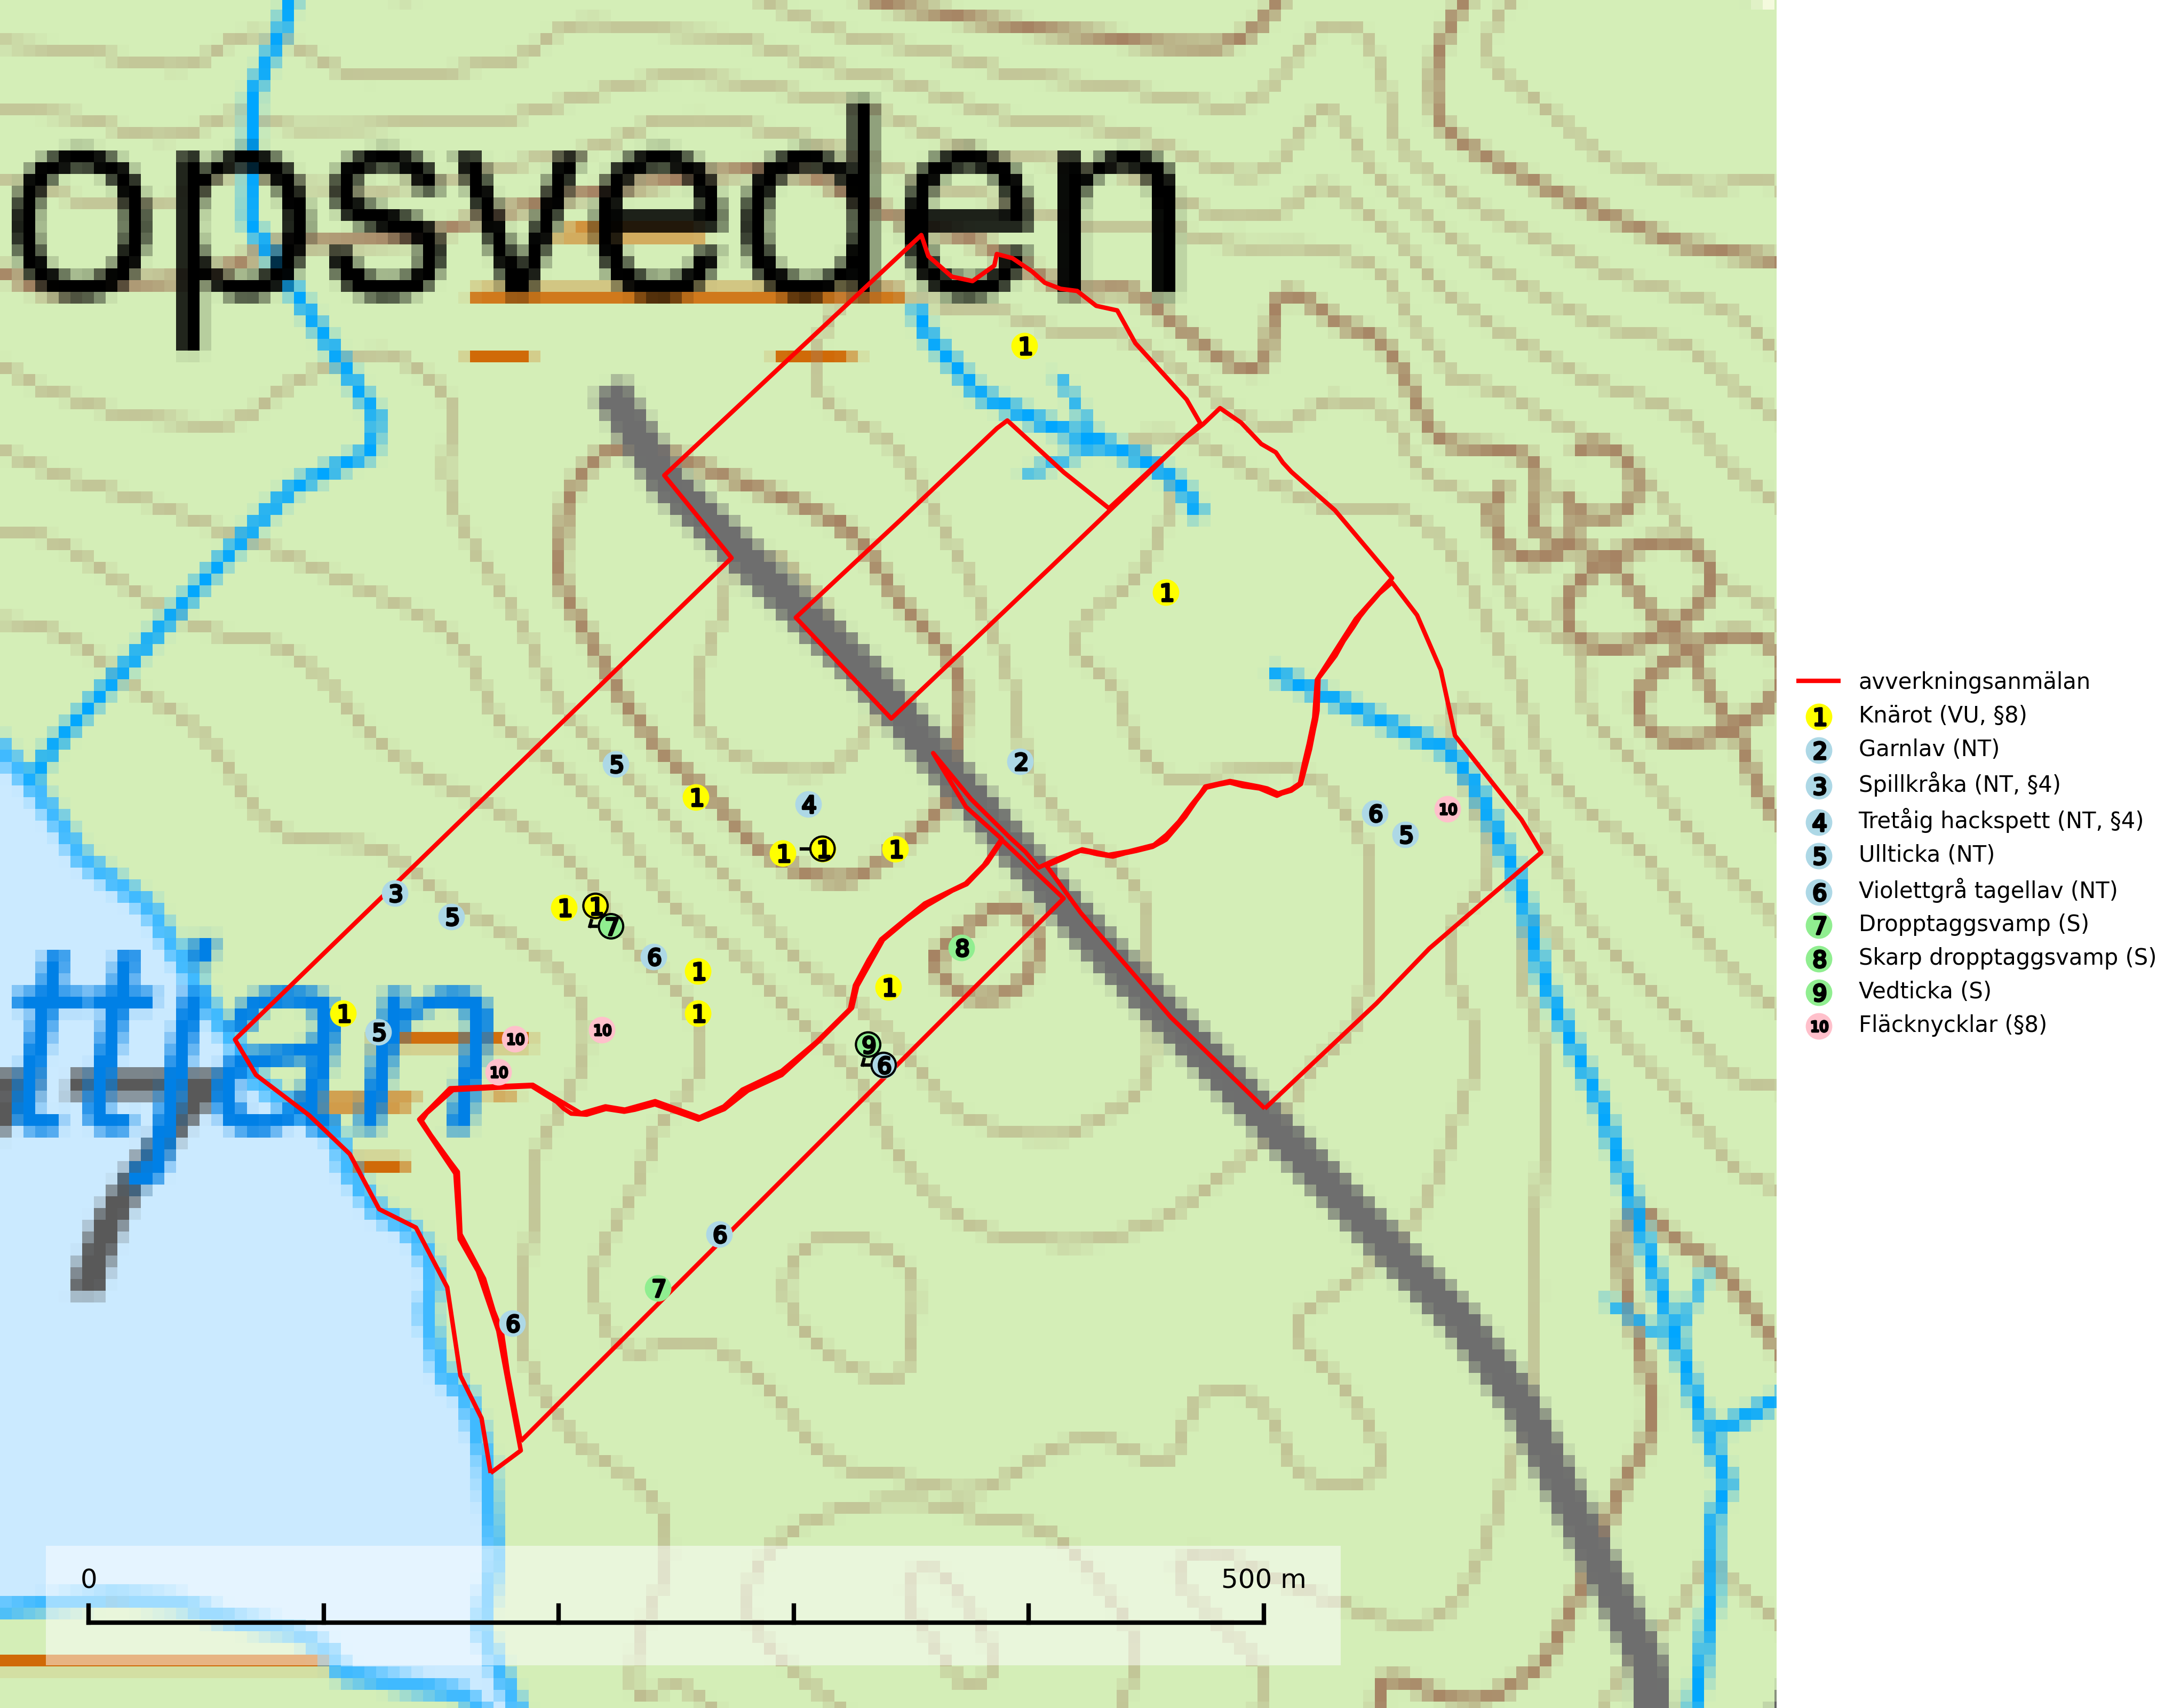 opsveden
1
1
2
5
1
4
6
10
5
1
1
1
3
5
1
1
7
8
6
1
1
1
1
5
10
10
9
6
10
6
7
6
ttan
0
500 m
avverkningsanmälan
1 Knärot (VU, §8)
2 Garnlav (NT)
3 Spillkråka (NT, §4)
4 Tretåig hackspett (NT, §4)
5 Ullticka (NT)
6 Violettgrå tagellav (NT)
7 Dropptaggsvamp (S)
8 Skarp dropptaggsvamp (S)
9 Vedticka (S)
10 Fläcknycklar (§8)